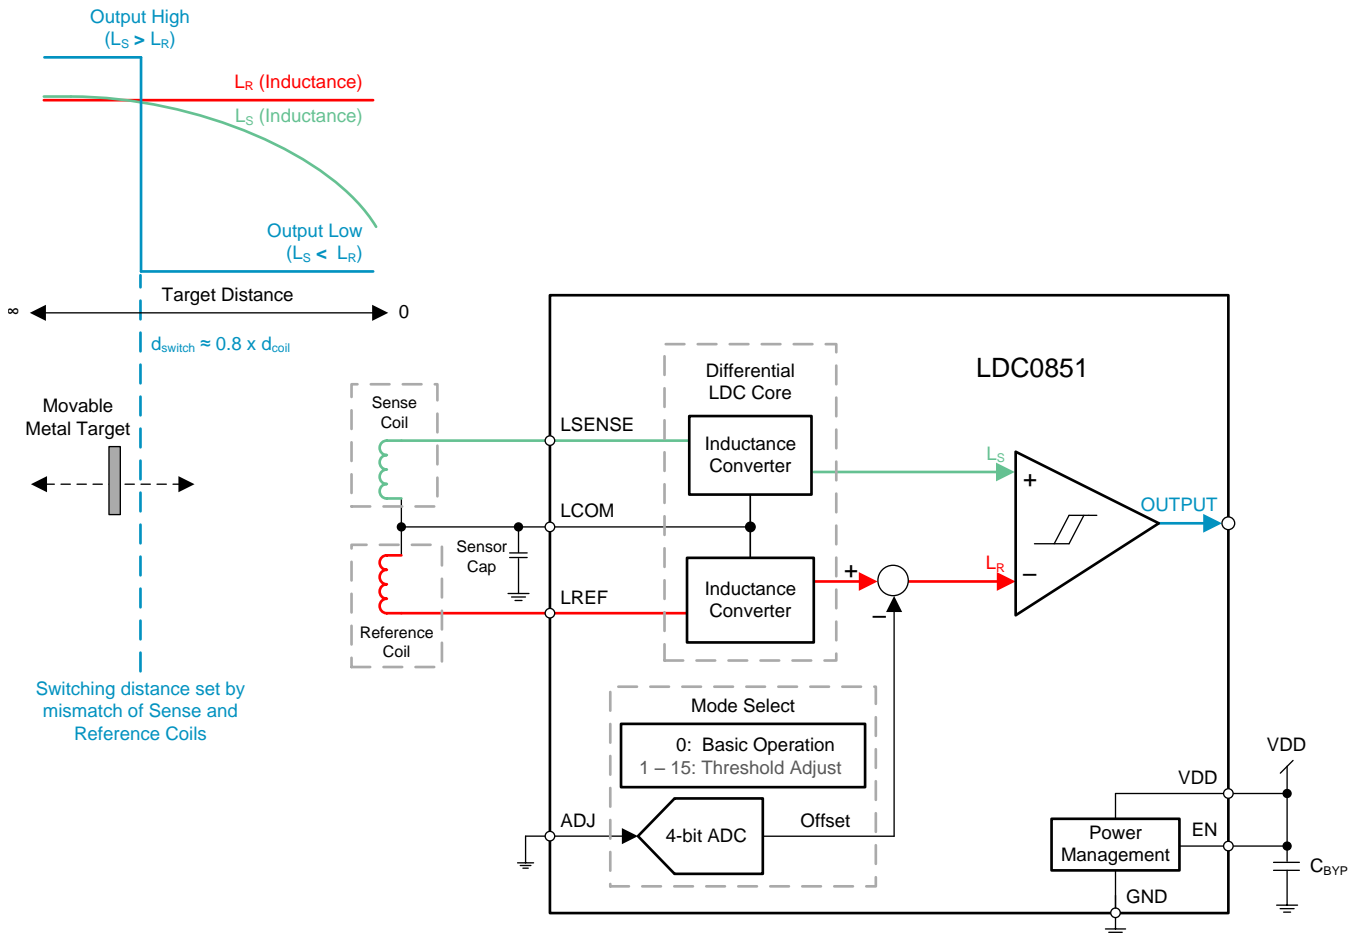 Output High
(LS > LR)
LR (Inductance)
LS (Inductance)
Output Low
(LS < LR)
Target Distance
∞
0
dswitch ≈ 0.8 x dcoil
Movable
Metal Target
Switching distance set by
mismatch of Sense and
Reference Coils
Sense
Coil
Sensor
Cap
Reference
Coil
LSENSE
LCOM
LREF
ADJ
Differential
LDC Core
Inductance
Converter
Inductance
Converter
LDC0851
LS
+
LR
−
+
−
OUTPUT
Mode Select
0: Basic Operation
1 – 15: Threshold Adjust
4-bit ADC
Offset
VDD
VDD
EN
Power
Management
GND
CBYP